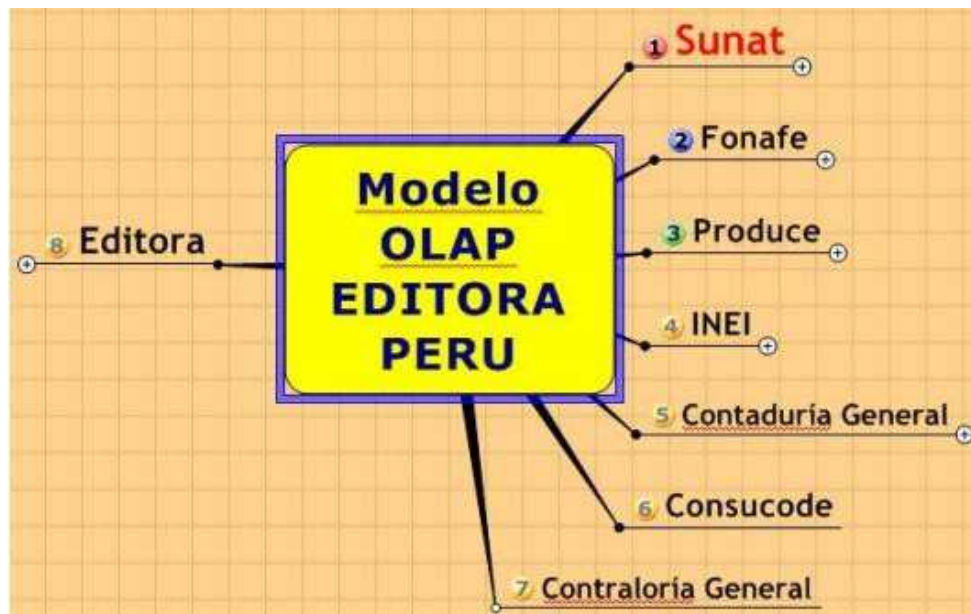 Modelo
OLAP
EDITORA
PERU
1 Sunat
2 Fonafe
3 Produce
4 INEI
5 Contaduría General
6 Consucode
7 Contraloría General
8 Editora